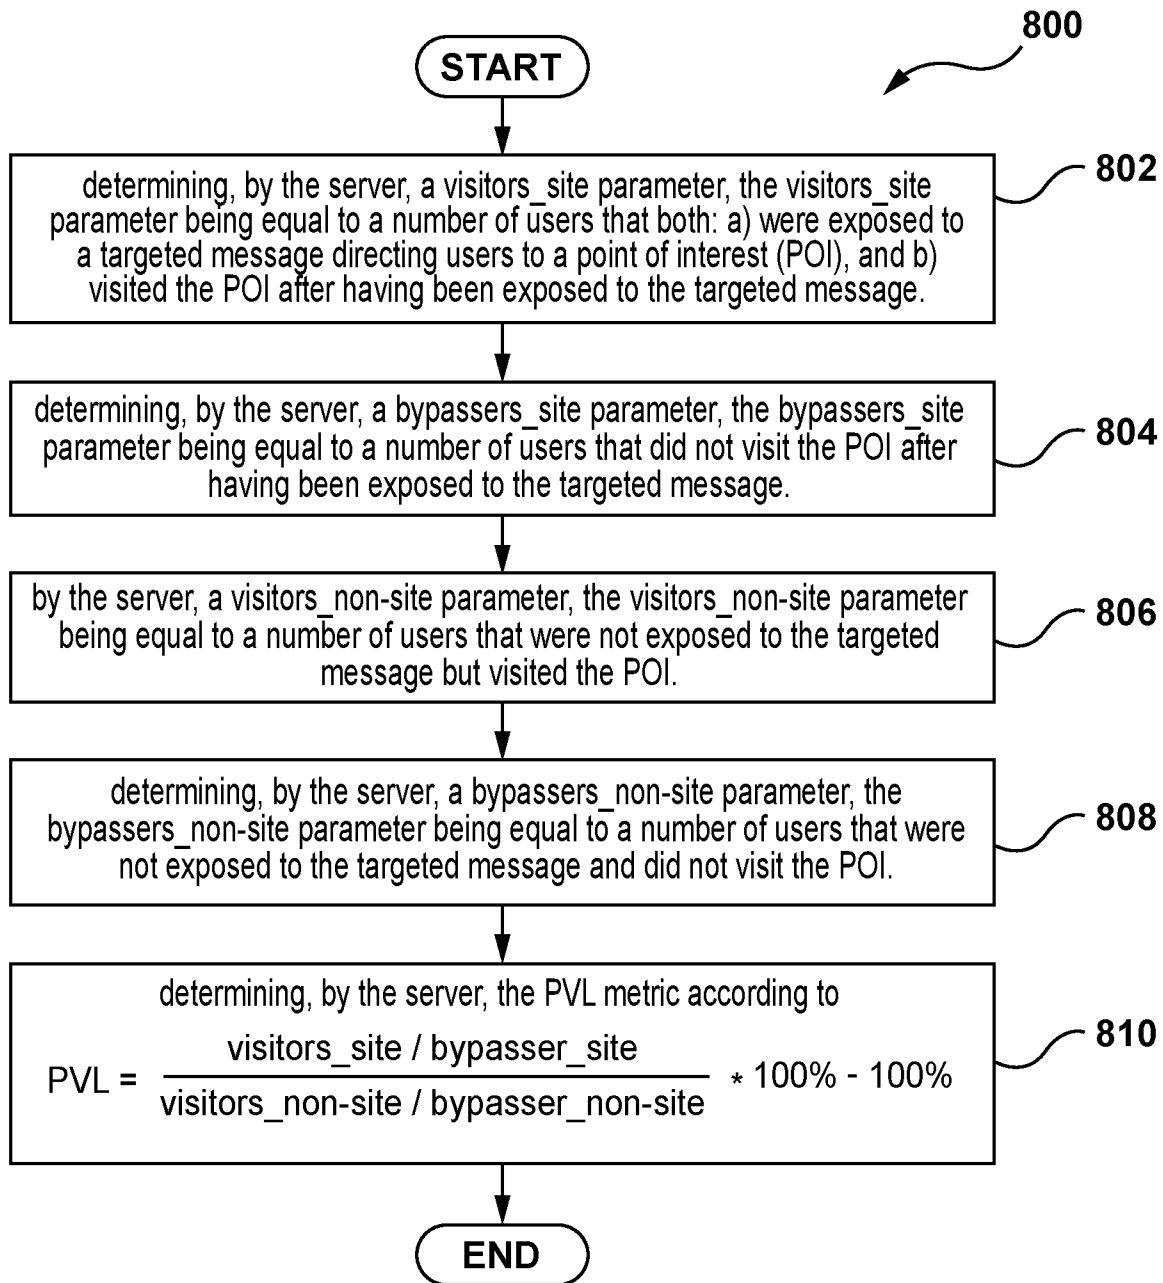 800
START
determining, by the server, a visitors_site parameter, the visitors_site
parameter being equal to a number of users that both: a) were exposed to
a targeted message directing users to a point of interest (POI), and b)
visited the POI after having been exposed to the targeted message.
802
determining, by the server, a bypassers_site parameter, the bypassers_site
parameter being equal to a number of users that did not visit the POI after
having been exposed to the targeted message.
804
by the server, a visitors_non-site parameter, the visitors_non-site parameter
being equal to a number of users that were not exposed to the targeted
message but visited the POI.
806
determining, by the server, a bypassers_non-site parameter, the
bypassers_non-site parameter being equal to a number of users that were
not exposed to the targeted message and did not visit the POI.
808
determining, by the server, the PVL metric according to
visitors_site / bypasser_site
PVL = * 100% - 100%
visitors_non-site / bypasser_non-site
810
END